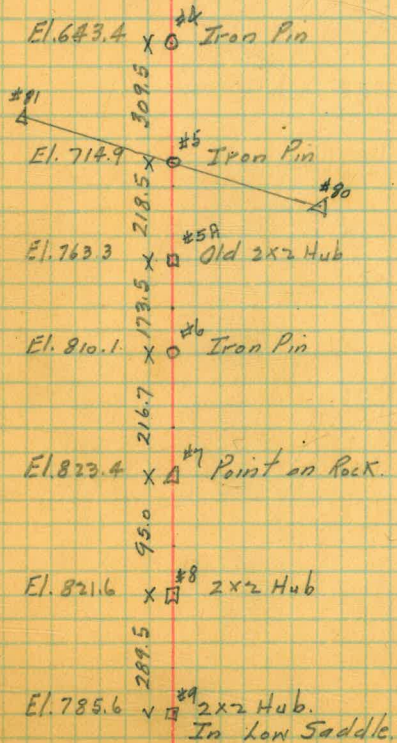 #4
El.643.4 X Iron Pin
309.5
#81
#5
El. 714.9 X Iron Pin
#80
218.5
#5A
El. 763.3 X Old 2x2 Hub
173.5
#6
El. 810.1 X Iron Pin
216.7
#7
El. 823.4 X Point on Rock.
95.0
#8
El. 821.6 X 2x2 Hub
289.5
#9
El. 785.6 ✓ 2x2 Hub.
In Low Saddle.